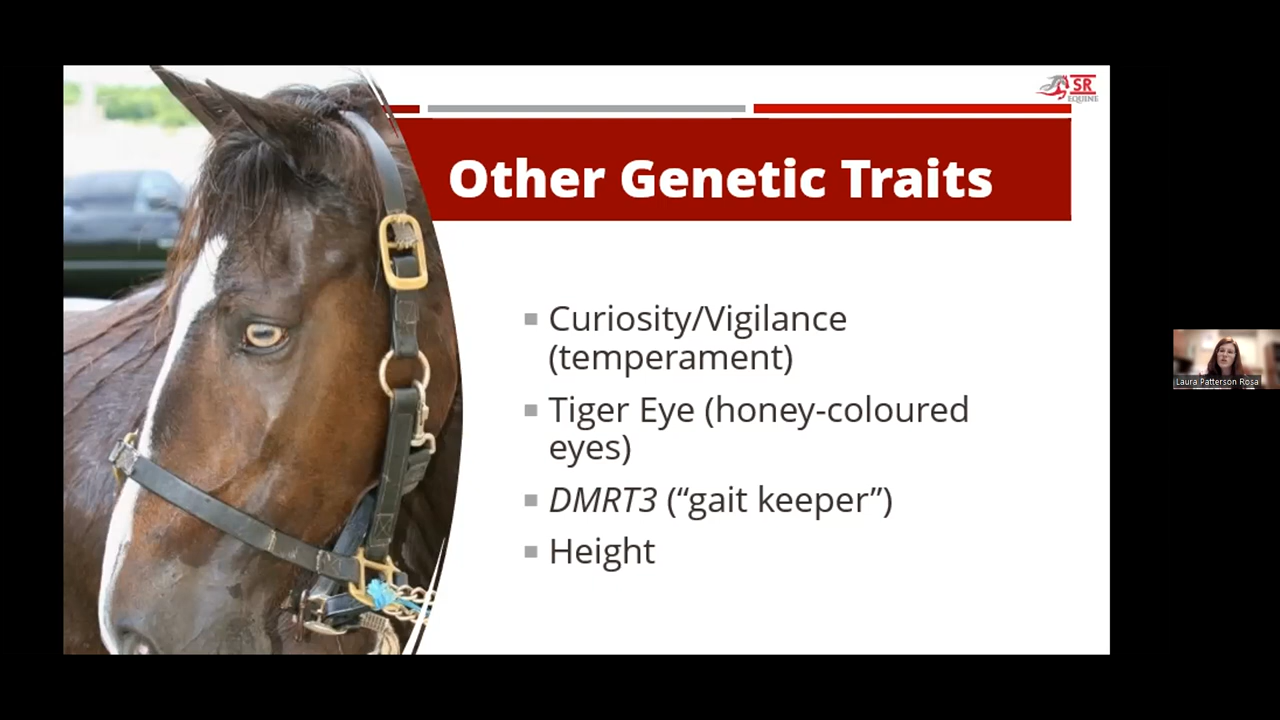 SR
EQUINE
Other Genetic Traits
Curiosity/Vigilance
(temperament)
Tiger Eye (honey-coloured
eyes)
DMRT3 (“gait keeper”)
Height
Laura Patterson Rosa